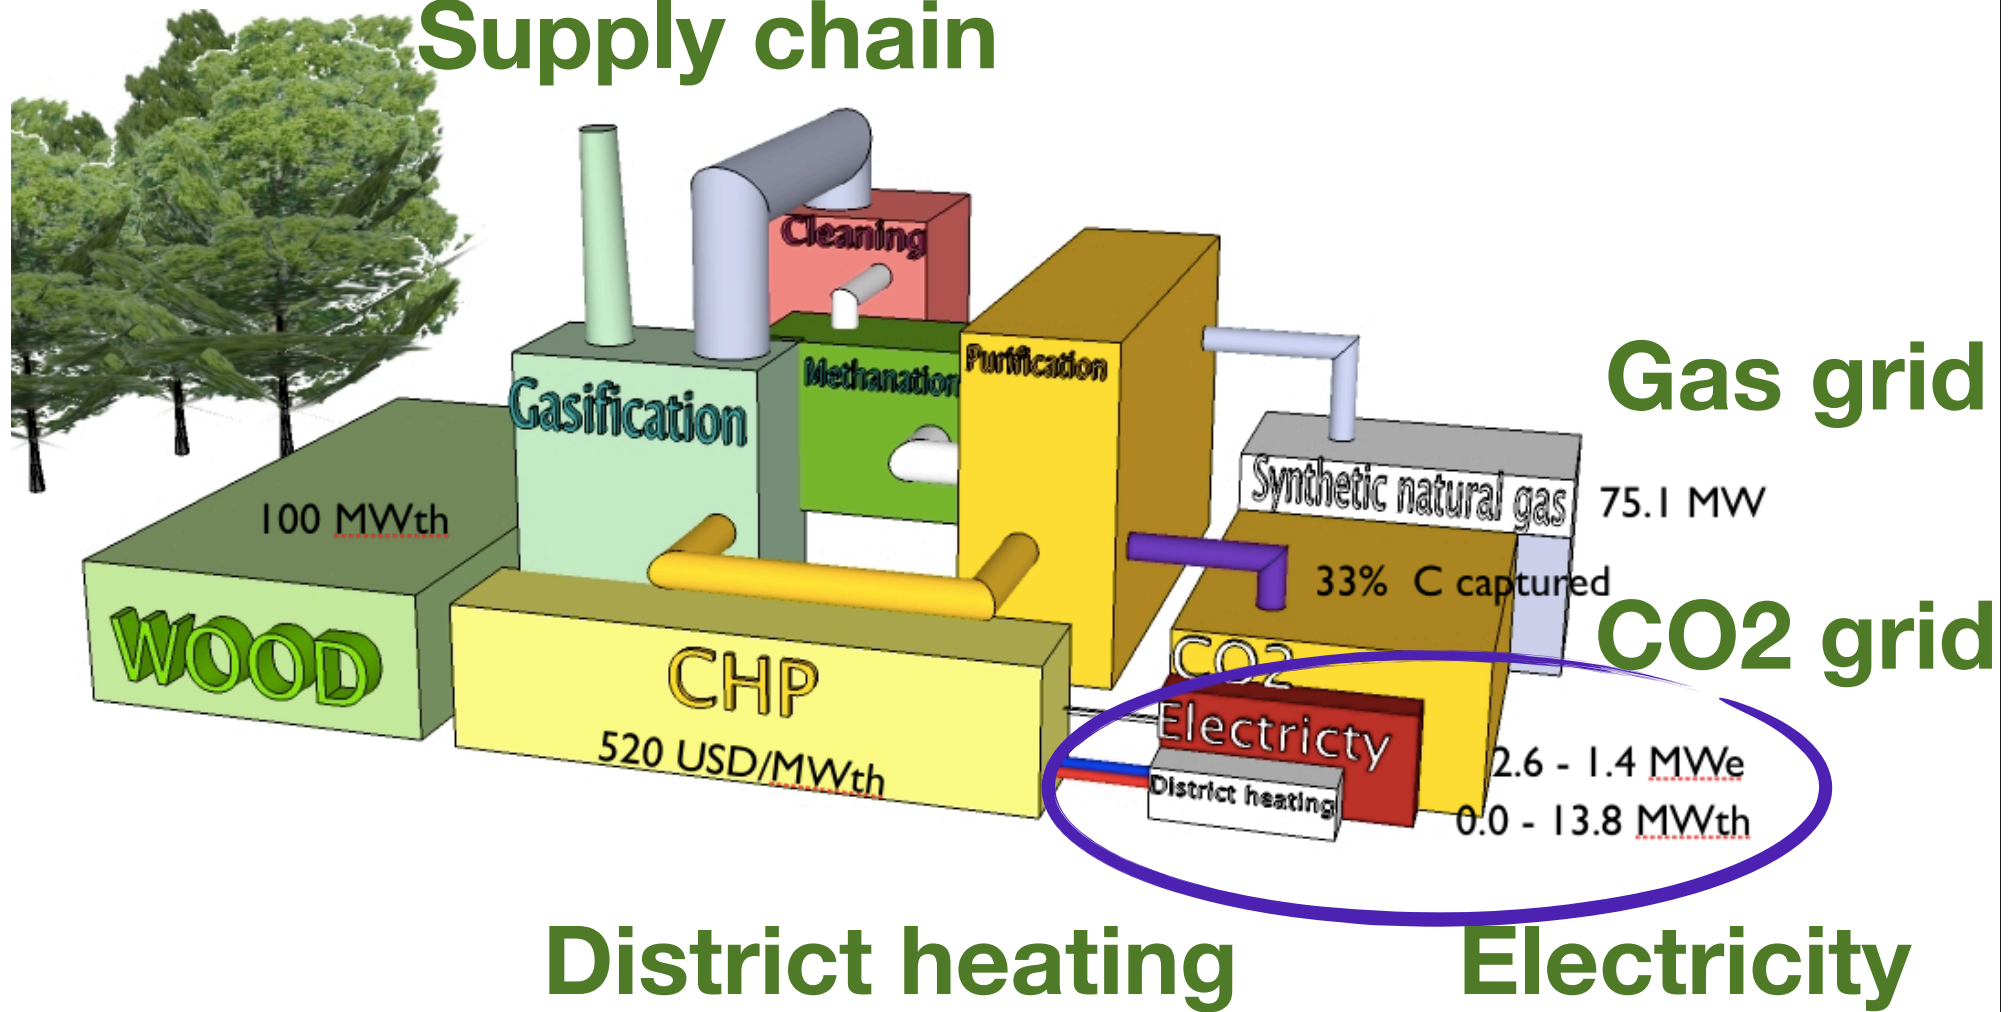 Supply chain
Cleaning
Gasification
Methanation
Purification
Gas grid
100 MWth
Synthetic natural gas
75.1 MW
33% C captured
CO2 grid
WOOD
CHP
CO2
520 USD/MWth
Electricty
2.6 - 1.4 MWe
District heating
0.0 - 13.8 MWth
District heating
Electricity